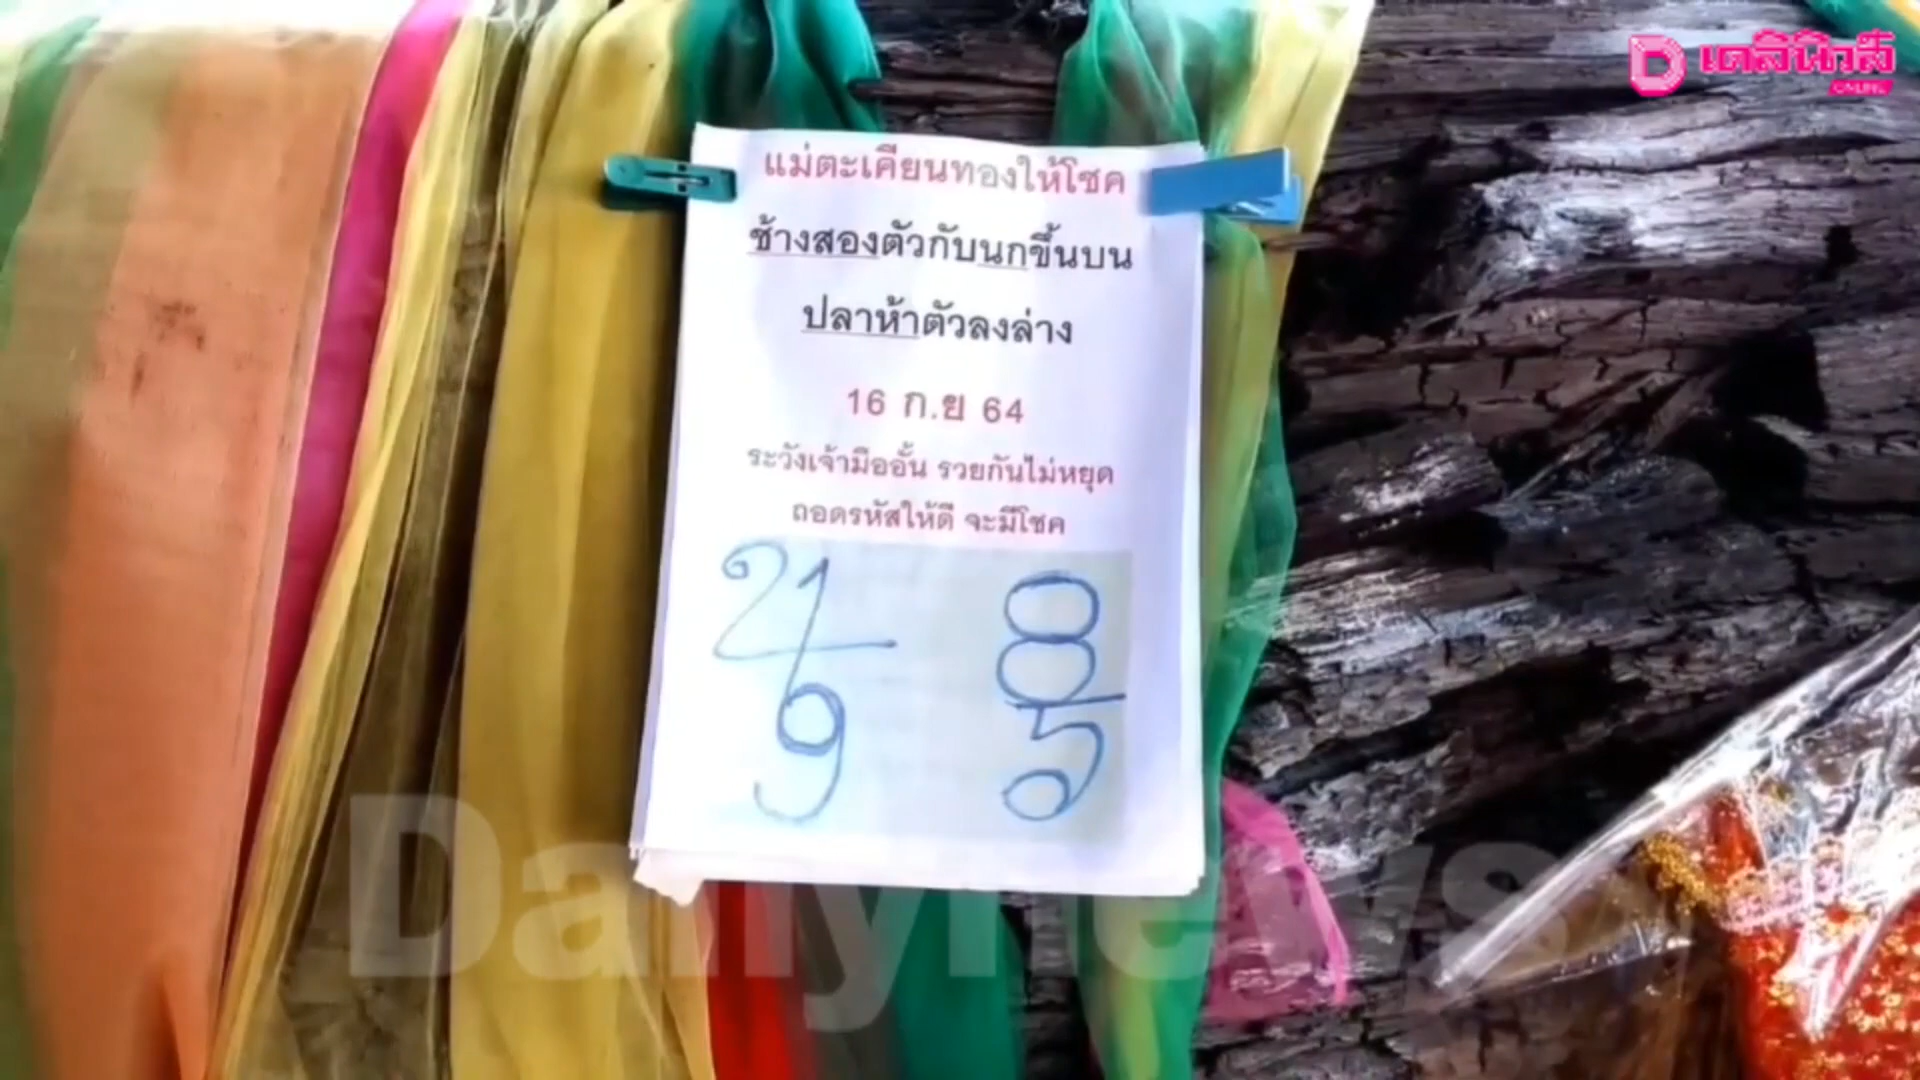 เดลินิวส์
ONLINE
แม่ตะเคียนทองให้โชค
ช้างสองตัวกับนกขึ้นบน
ปลาห้าตัวลงล่าง
16 ก.ย 64
ระวังเจ้ามืออั้น รวยกันไม่หยุด
ถอดรหัสให้ดี จะมีโชค
Dailynews